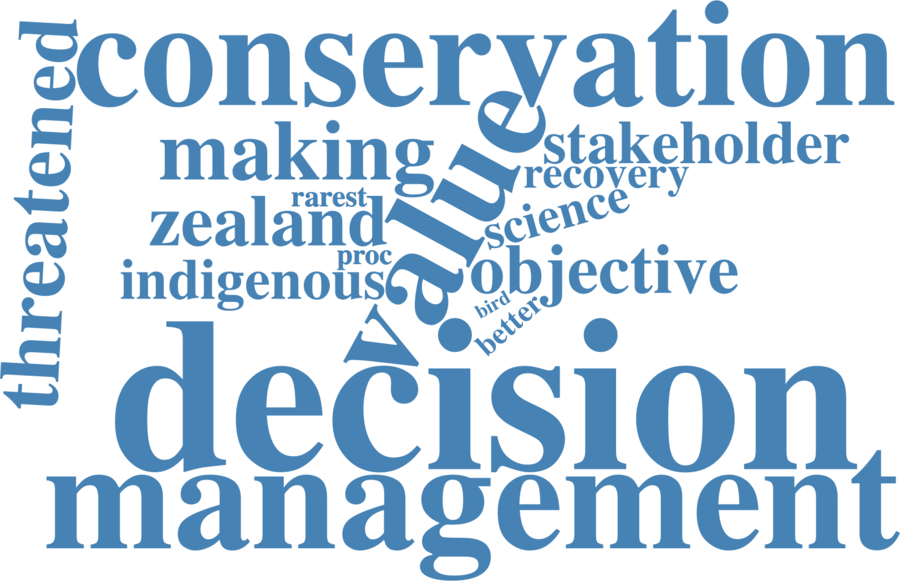 conservation
threatened
making
stakeholder
value
recovery
rarest
science
zealand
proc
objective
indigenous
bird
better
decision
management